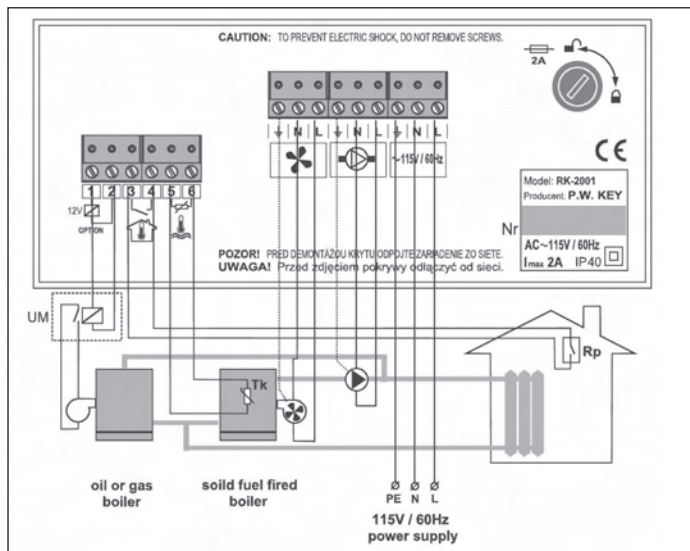 CAUTION: TO PREVENT ELECTRIC SHOCK, DO NOT REMOVE SCREWS.
2A
N L N L N L
~115V / 60Hz
1 2 3 4 5 6
12V
OPTION
Model: RK-2001
Producent: P.W. KEY
Nr
AC~115V / 60Hz
Imax 2A IP40
POZOR! PRED DEMONTÁŽOU KRYTU ODPOJTE ZARIADENIE ZO SIETE.
UWAGA! Przed zdjęciem pokrywy odłączyć od sieci.
UM
Rp
Tk
oil or gas
boiler
soild fuel fired
boiler
PE N L
115V / 60Hz
power supply